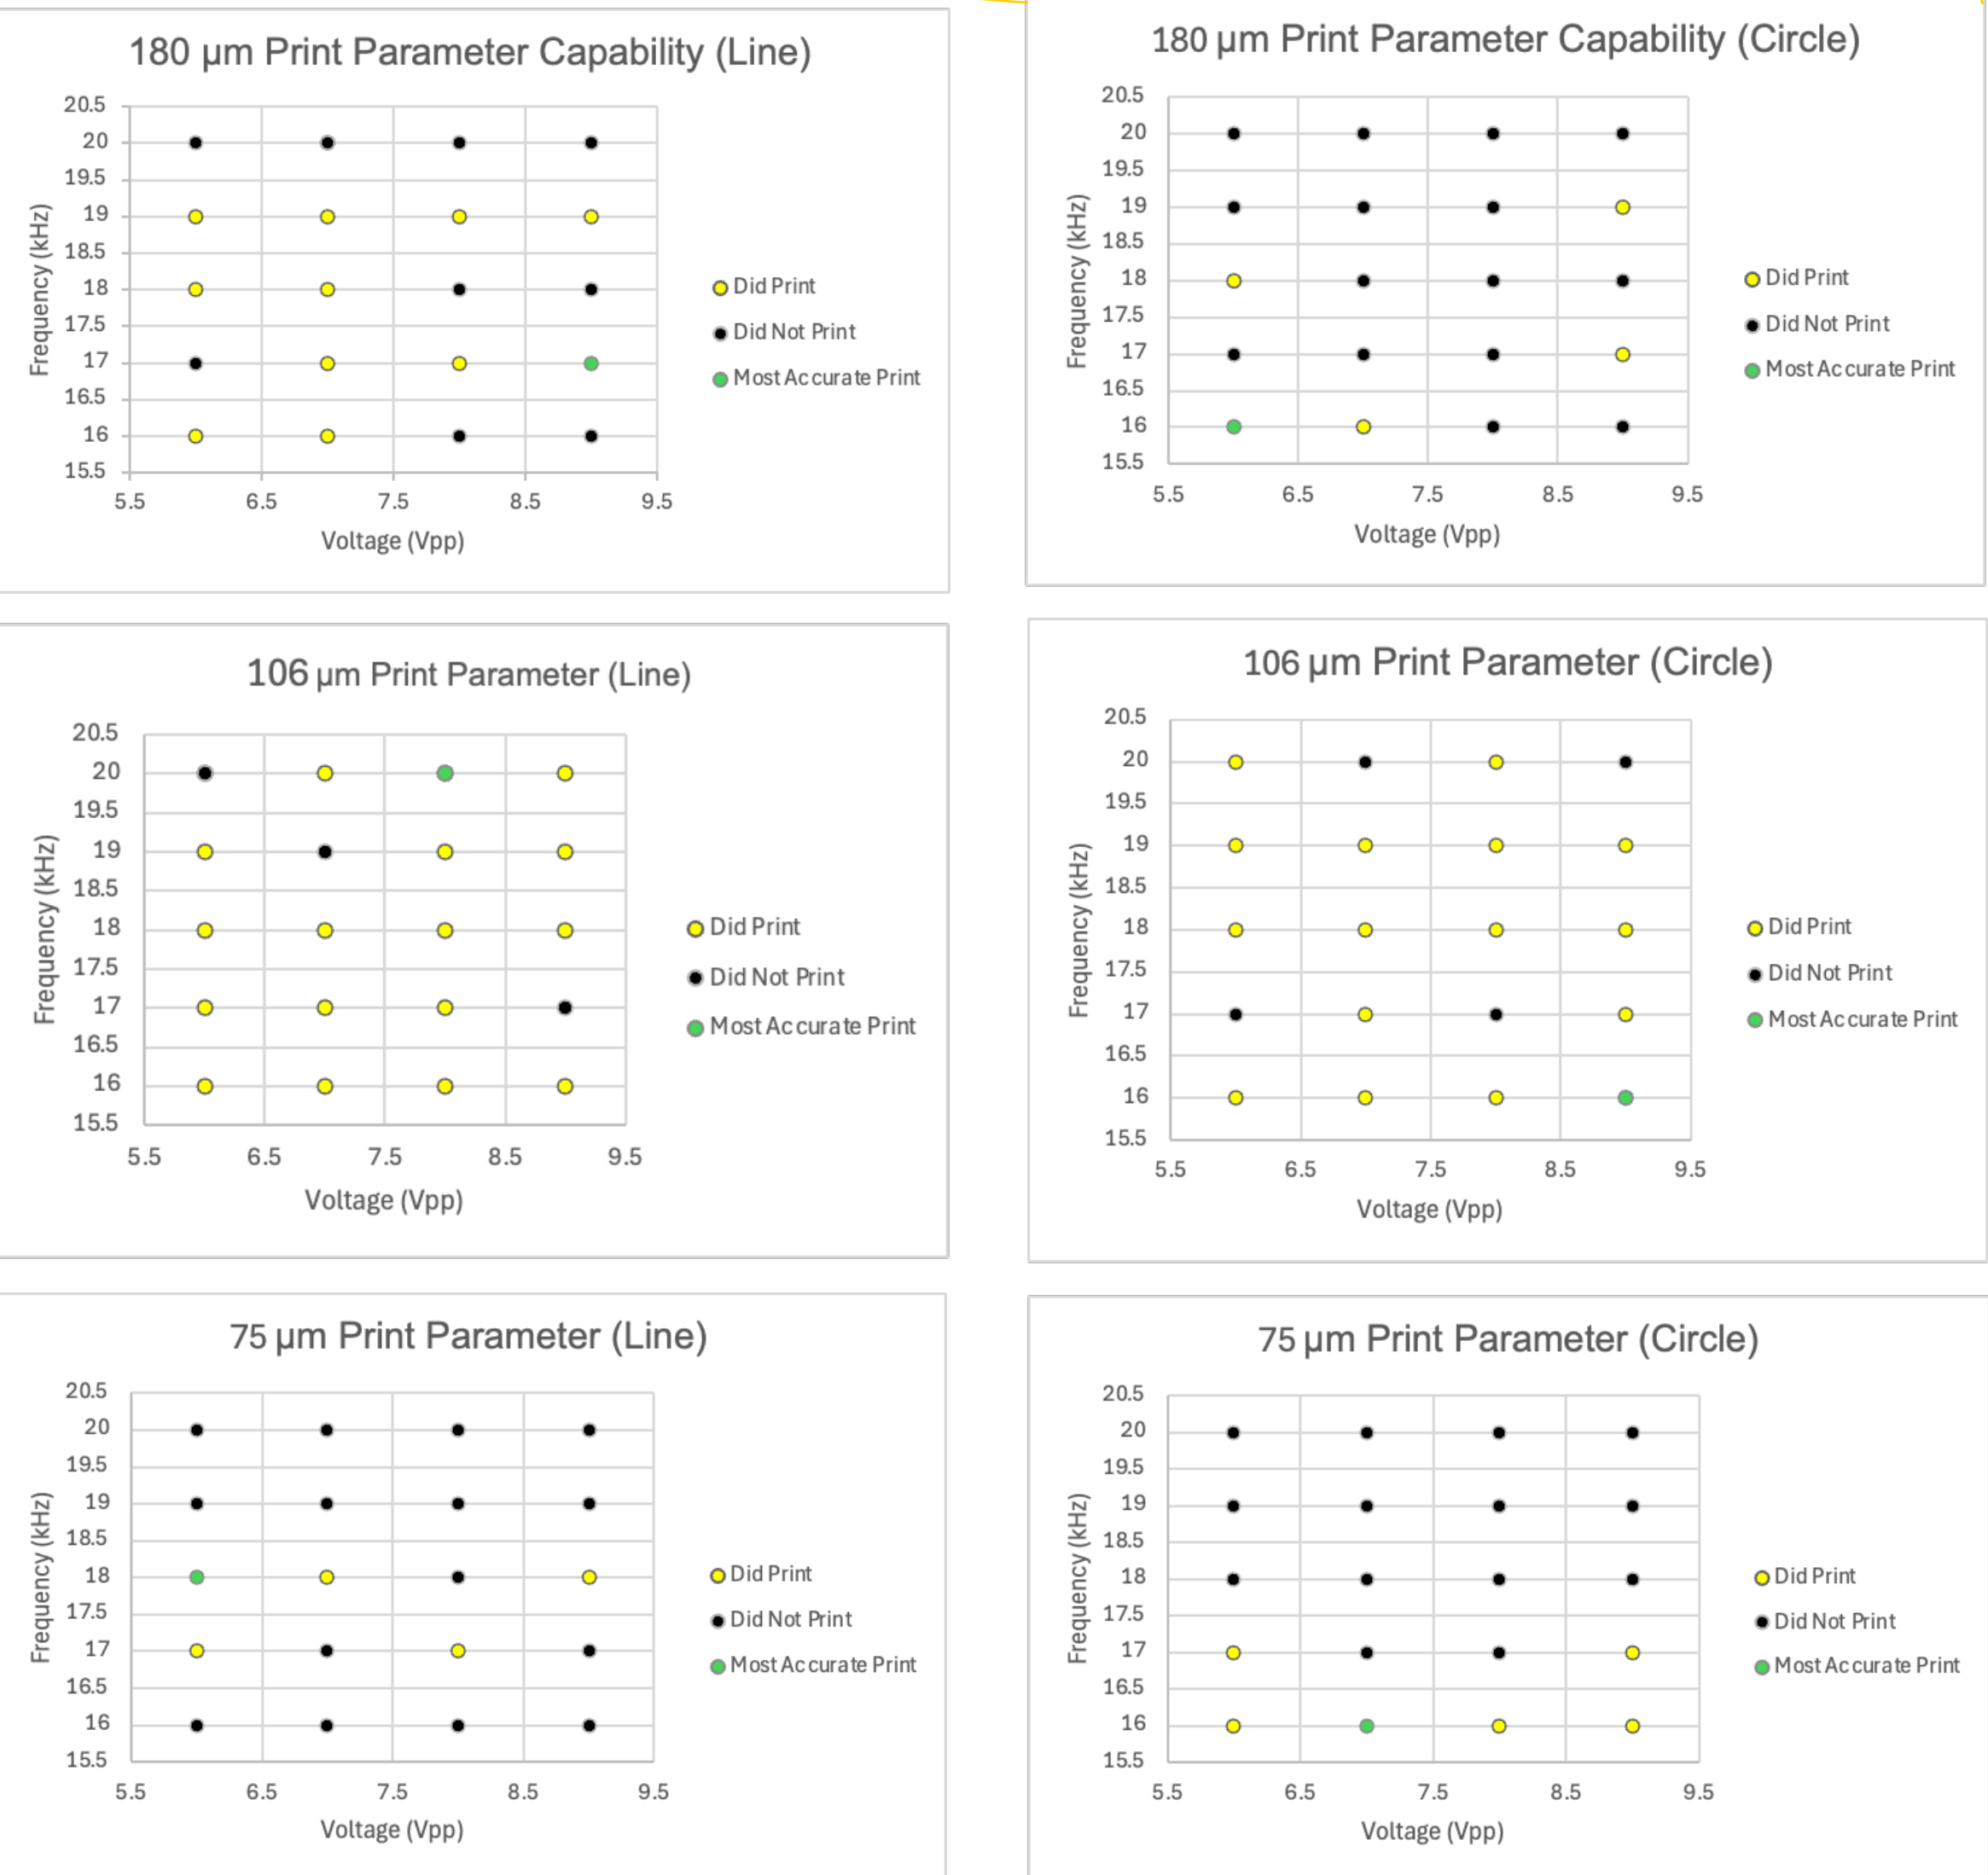 180 µm Print Parameter Capability (Line)
20.5
20
19.5
19
18.5
18
17.5
17
16.5
16
15.5
5.5 6.5 7.5 8.5 9.5
Frequency (kHz)
Voltage (Vpp)
Did Print
Did Not Print
Most Accurate Print
180 µm Print Parameter Capability (Circle)
20.5
20
19.5
19
18.5
18
17.5
17
16.5
16
15.5
5.5 6.5 7.5 8.5 9.5
Frequency (kHz)
Voltage (Vpp)
Did Print
Did Not Print
Most Accurate Print
106 µm Print Parameter (Line)
20.5
20
19.5
19
18.5
18
17.5
17
16.5
16
15.5
5.5 6.5 7.5 8.5 9.5
Frequency (kHz)
Voltage (Vpp)
Did Print
Did Not Print
Most Accurate Print
106 µm Print Parameter (Circle)
20.5
20
19.5
19
18.5
18
17.5
17
16.5
16
15.5
5.5 6.5 7.5 8.5 9.5
Frequency (kHz)
Voltage (Vpp)
Did Print
Did Not Print
Most Accurate Print
75 µm Print Parameter (Line)
20.5
20
19.5
19
18.5
18
17.5
17
16.5
16
15.5
5.5 6.5 7.5 8.5 9.5
Frequency (kHz)
Voltage (Vpp)
Did Print
Did Not Print
Most Accurate Print
75 µm Print Parameter (Circle)
20.5
20
19.5
19
18.5
18
17.5
17
16.5
16
15.5
5.5 6.5 7.5 8.5 9.5
Frequency (kHz)
Voltage (Vpp)
Did Print
Did Not Print
Most Accurate Print